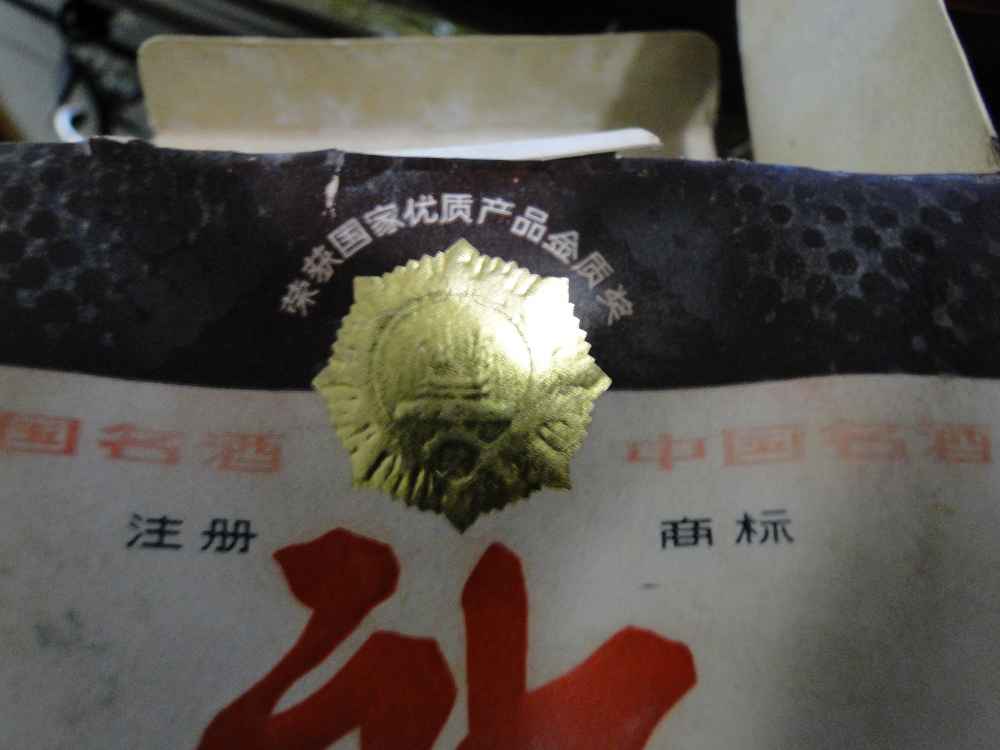 荣获国家优质产品金质奖
国名酒 中国名酒
注册 商标